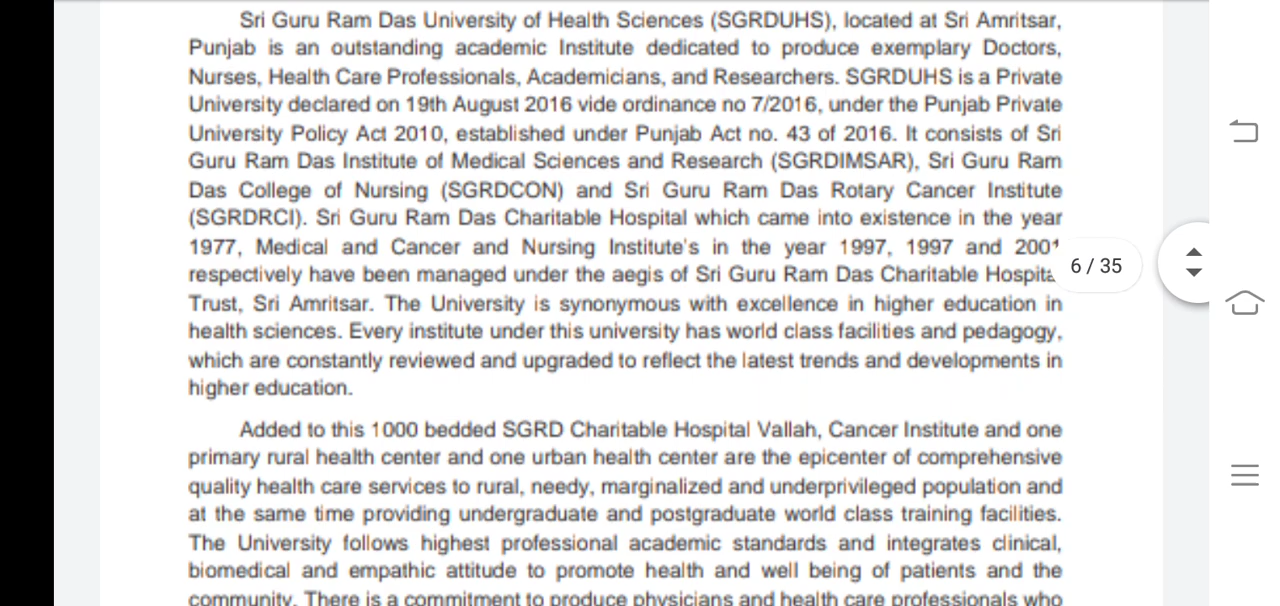 Sri Guru Ram Das University of Health Sciences (SGRDUHS), located at Sri Amritsar,
Punjab is an outstanding academic Institute dedicated to produce exemplary Doctors,
Nurses, Health Care Professionals, Academicians, and Researchers. SGRDUHS is a Private
University declared on 19th August 2016 vide ordinance no 7/2016, under the Punjab Private
University Policy Act 2010, established under Punjab Act no. 43 of 2016. It consists of Sri
Guru Ram Das Institute of Medical Sciences and Research (SGRDIMSAR), Sri Guru Ram
Das College of Nursing (SGRDCON) and Sri Guru Ram Das Rotary Cancer Institute
(SGRDRCI). Sri Guru Ram Das Charitable Hospital which came into existence in the year
1977, Medical and Cancer and Nursing Institute's in the year 1997, 1997 and 2001
respectively have been managed under the aegis of Sri Guru Ram Das Charitable Hospital
6 / 35
Trust, Sri Amritsar. The University is synonymous with excellence in higher education in
health sciences. Every institute under this university has world class facilities and pedagogy,
which are constantly reviewed and upgraded to reflect the latest trends and developments in
higher education.
Added to this 1000 bedded SGRD Charitable Hospital Vallah, Cancer Institute and one
primary rural health center and one urban health center are the epicenter of comprehensive
quality health care services to rural, needy, marginalized and underprivileged population and
at the same time providing undergraduate and postgraduate world class training facilities.
The University follows highest professional academic standards and integrates clinical,
biomedical and empathic attitude to promote health and well being of patients and the
community. There is a commitment to produce physicians and health care professionals who